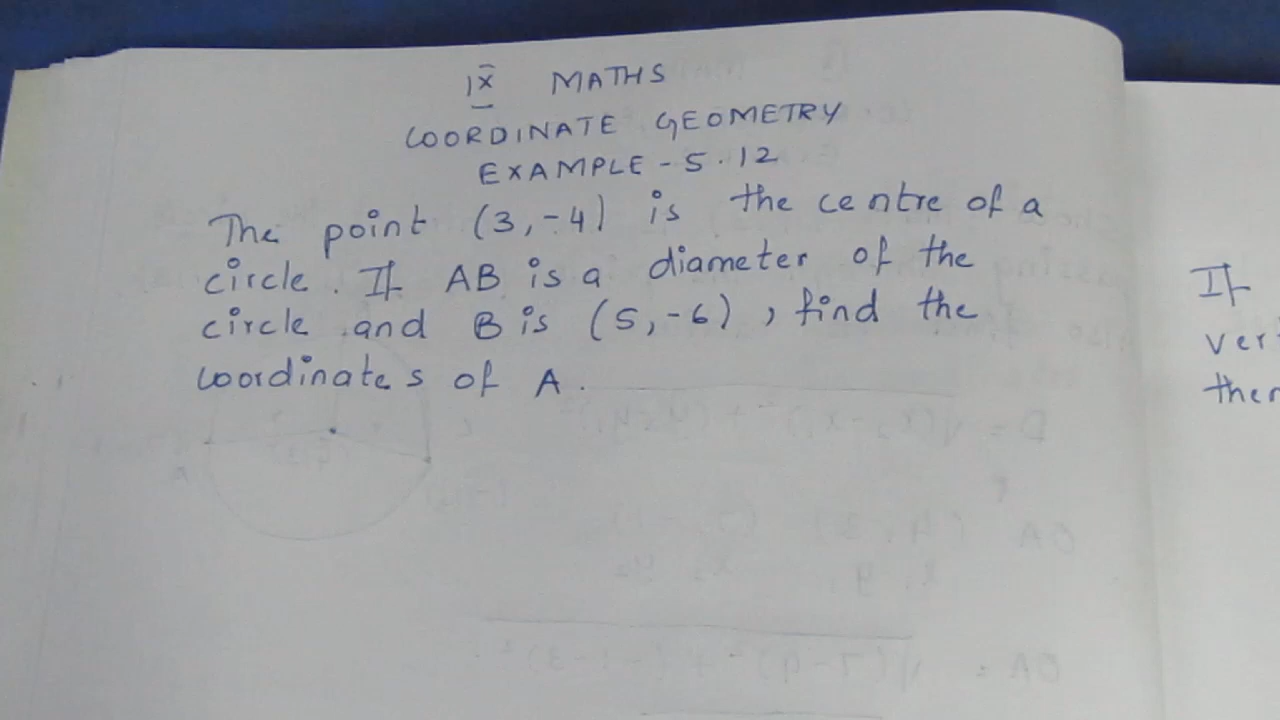 IX MATHS
COORDINATE GEOMETRY
EXAMPLE - 5.12
The point (3,-4) is the centre of a
circle. If AB is a diameter of the
circle and B is (5,-6), find the
coordinates of A.
If
ver
ther